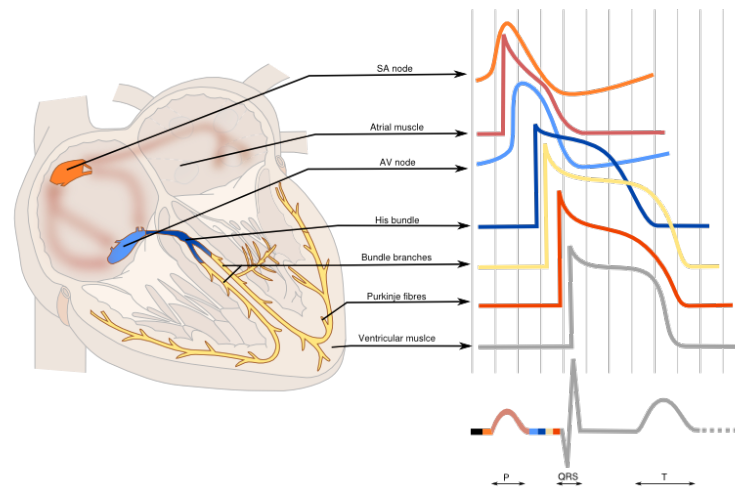 SA node
Atrial muscle
AV node
His bundle
Bundle branches
Purkinje fibres
Ventricular muslce
P
QRS
T